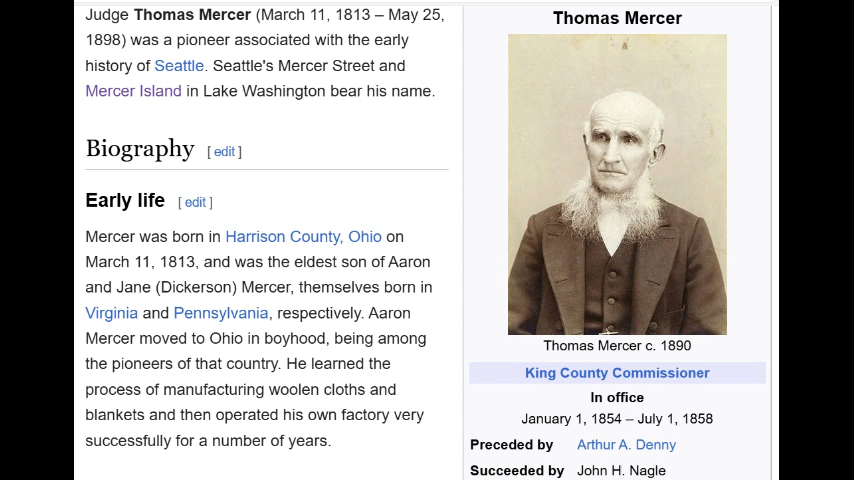 Judge Thomas Mercer (March 11, 1813 – May 25,
1898) was a pioneer associated with the early
history of Seattle. Seattle's Mercer Street and
Mercer Island in Lake Washington bear his name.
Biography [ edit ]
Early life [ edit ]
Mercer was born in Harrison County, Ohio on
March 11, 1813, and was the eldest son of Aaron
and Jane (Dickerson) Mercer, themselves born in
Virginia and Pennsylvania, respectively. Aaron
Mercer moved to Ohio in boyhood, being among
the pioneers of that country. He learned the
process of manufacturing woolen cloths and
blankets and then operated his own factory very
successfully for a number of years.
Thomas Mercer
Thomas Mercer c. 1890
King County Commissioner
In office
January 1, 1854 – July 1, 1858
Preceded by Arthur A. Denny
Succeeded by John H. Nagle